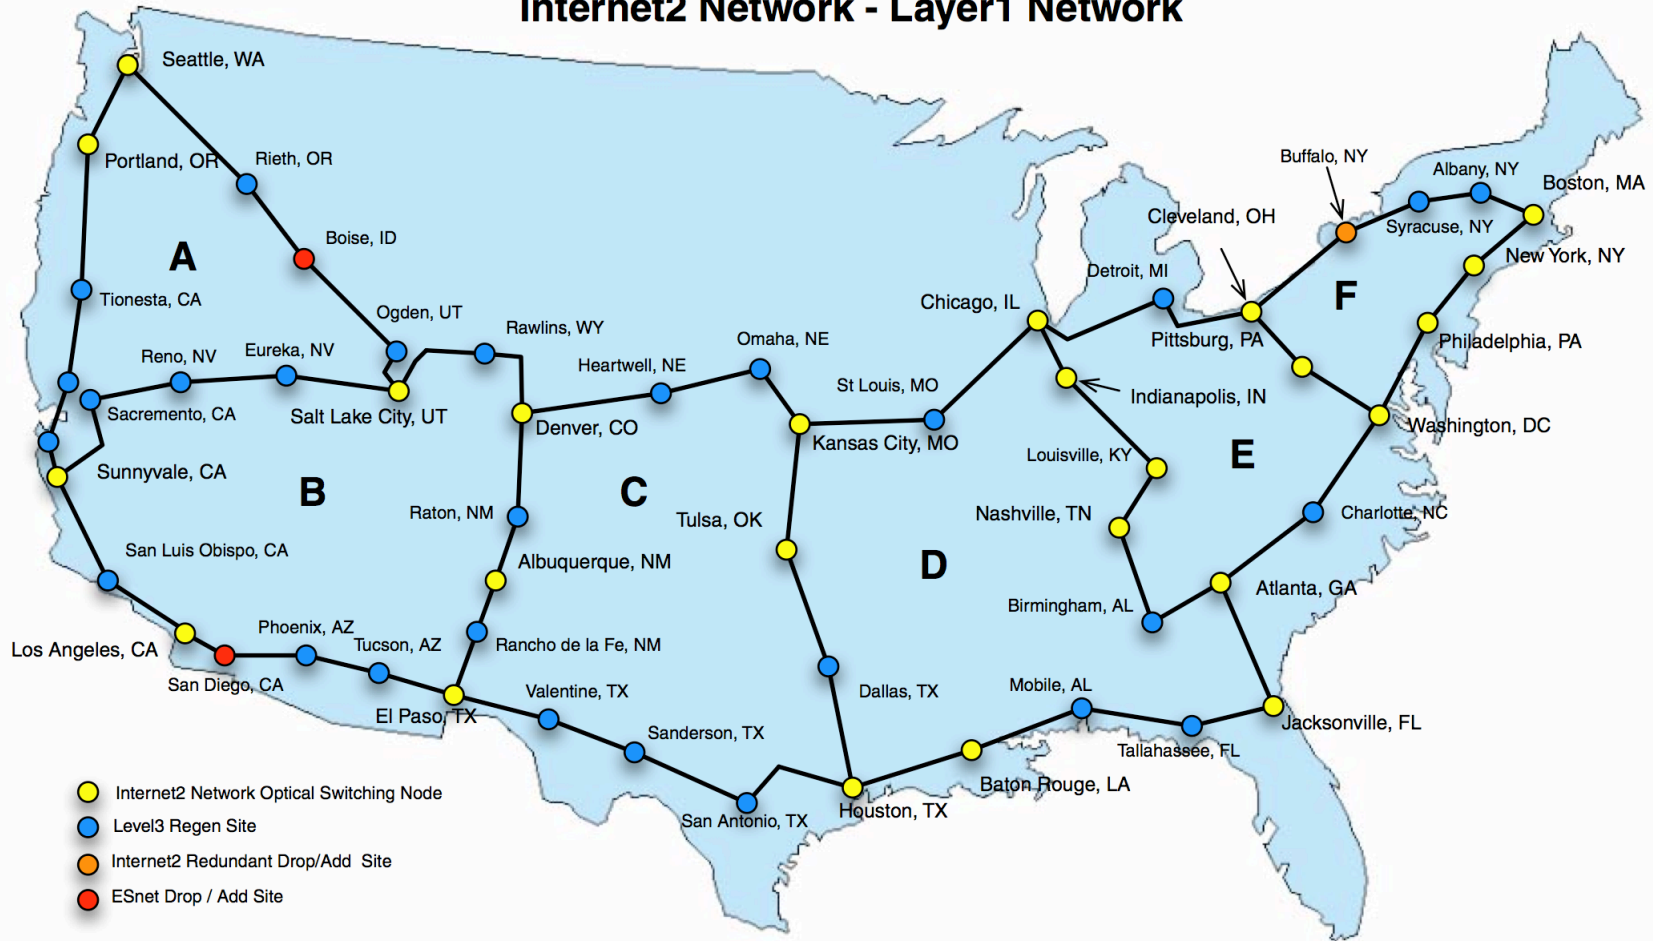 Internet2 Network - Layer1 Network
Seattle, WA
Portland, OR
Rieth, OR
Buffalo, NY
Albany, NY
Boston, MA
Cleveland, OH
Syracuse, NY
Boise, ID
A
New York, NY
Detroit, MI
F
Tionesta, CA
Ogden, UT
Chicago, IL
Rawlins, WY
Omaha, NE
Pittsburg, PA
Philadelphia, PA
Reno, NV
Eureka, NV
Heartwell, NE
St Louis, MO
Indianapolis, IN
Sacremento, CA
Salt Lake City, UT
Denver, CO
Kansas City, MO
Washington, DC
Louisville, KY
E
Sunnyvale, CA
B
C
Raton, NM
Tulsa, OK
Nashville, TN
Charlotte, NC
San Luis Obispo, CA
Albuquerque, NM
D
Atlanta, GA
Birmingham, AL
Los Angeles, CA
Phoenix, AZ
Tucson, AZ
Rancho de la Fe, NM
San Diego, CA
Valentine, TX
Dallas, TX
Mobile, AL
El Paso, TX
Sanderson, TX
Jacksonville, FL
Tallahassee, FL
Baton Rouge, LA
San Antonio, TX
Houston, TX
Internet2 Network Optical Switching Node
Level3 Regen Site
Internet2 Redundant Drop/Add Site
ESnet Drop / Add Site